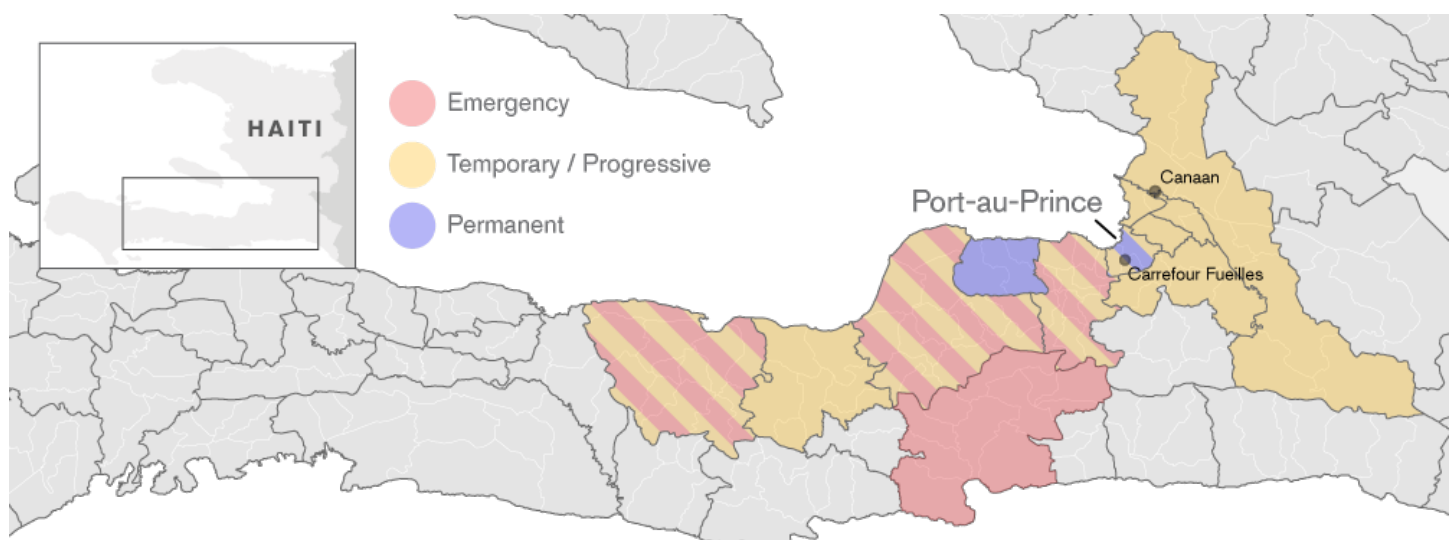 HAITI
Emergency
Temporary / Progressive
Permanent
Canaan
Port-au-Prince
Carrefour Fueilles